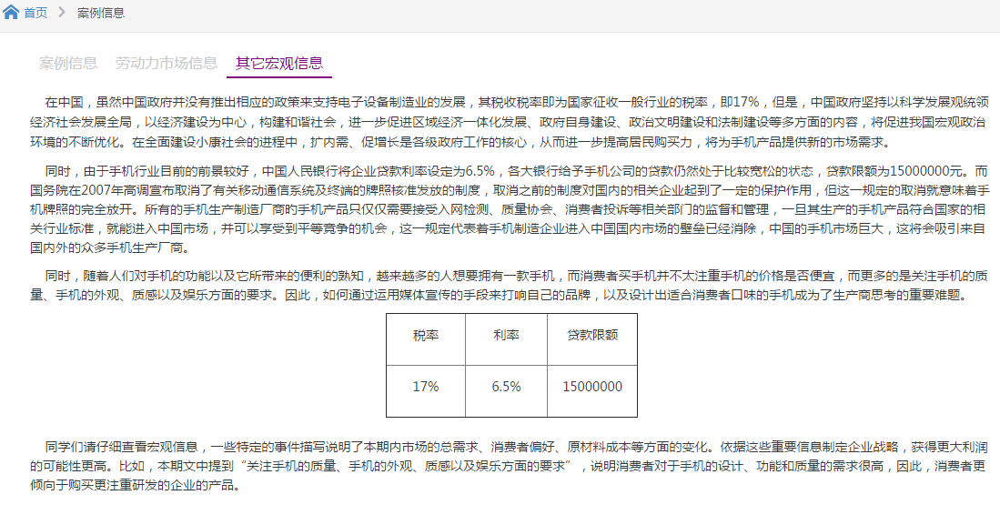 首页 > 案例信息
案例信息 劳动力市场信息 其它宏观信息
在中国，虽然中国政府并没有推出相应的政策来支持电子设备制造业的发展，其税收税率即为国家征收一般行业的税率，即17%，但是，中国政府坚持以科学发展观统领
经济社会发展全局，以经济建设为中心，构建和谐社会，进一步促进区域经济一体化发展、政府自身建设、政治文明建设和法制建设等多方面的内容，将促进我国宏观政治
环境的不断优化。在全面建设小康社会的进程中，扩内需、促增长是各级政府工作的核心，从而进一步提高居民购买力，将为手机产品提供新的市场需求。
同时，由于手机行业目前的前景较好，中国人民银行将企业贷款利率设定为6.5%，各大银行给予手机公司的贷款仍然处于比较宽松的状态，贷款限额为15000000元。而
国务院在2007年高调宣布取消了有关移动通信系统及终端的牌照核准发放的制度，取消之前的制度对国内的相关企业起到了一定的保护作用，但这一规定的取消就意味着手
机牌照的完全放开。所有的手机生产制造厂商旳手机产品只仅仅需要接受入网检测、质量协会、消费者投诉等相关部门的监督和管理，一旦其生产的手机产品符合国家的相
关行业标准，就能进入中国市场，并可以享受到平等竟争的机会，这一规定代表着手机制造企业进入中国国内市场的壁垒已经消除，中国的手机市场巨大，这将会吸引来自
国内外的众多手机生产厂商。
同时，随着人们对手机的功能以及它所带来的便利的熟知，越来越多的人想要拥有一款手机，而消费者买手机并不太注重手机的价格是否便宜，而更多的是关注手机的质
量、手机的外观、质感以及娱乐方面的要求。因此，如何通过运用媒体宣传的手段来打响自己的品牌，以及设计出适合消费者口味的手机成为了生产商思考的重要难题。
税率 利率 贷款限额
17% 6.5% 15000000
同学们请仔细查看宏观信息，一些特定的事件描写说明了本期内市场的总需求、消费者偏好、原材料成本等方面的变化。依据这些重要信息制定企业战略，获得更大利润
的可能性更高。比如，本期文中提到“关注手机的质量、手机的外观、质感以及娱乐方面的要求”，说明消费者对于手机的设计、功能和质量的需求很高，因此，消费者更
倾向于购买更注重研发的企业的产品。